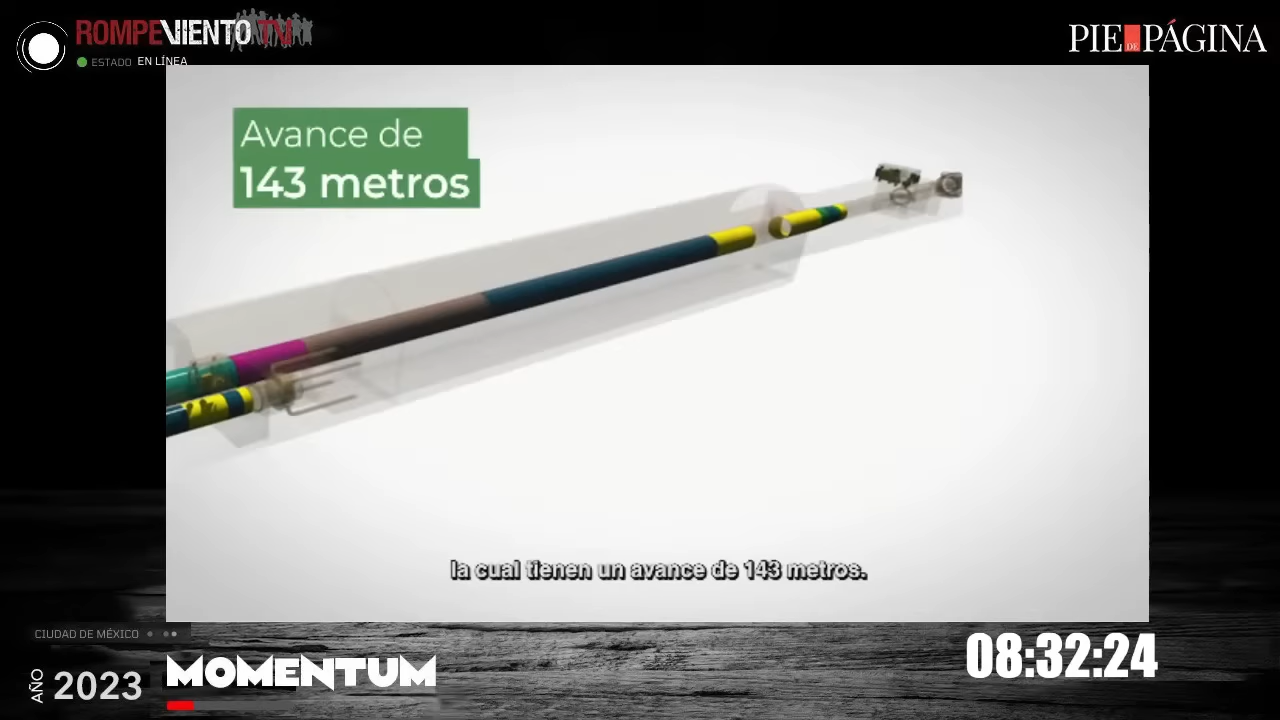 ROMPEVIENTO TV
ESTADO EN LÍNEA
PIE DE PÁGINA
Avance de
143 metros
la cual tienen un avance de 143 metros.
CIUDAD DE MÉXICO
AÑO 2023
MOMENTUM
08:32:24